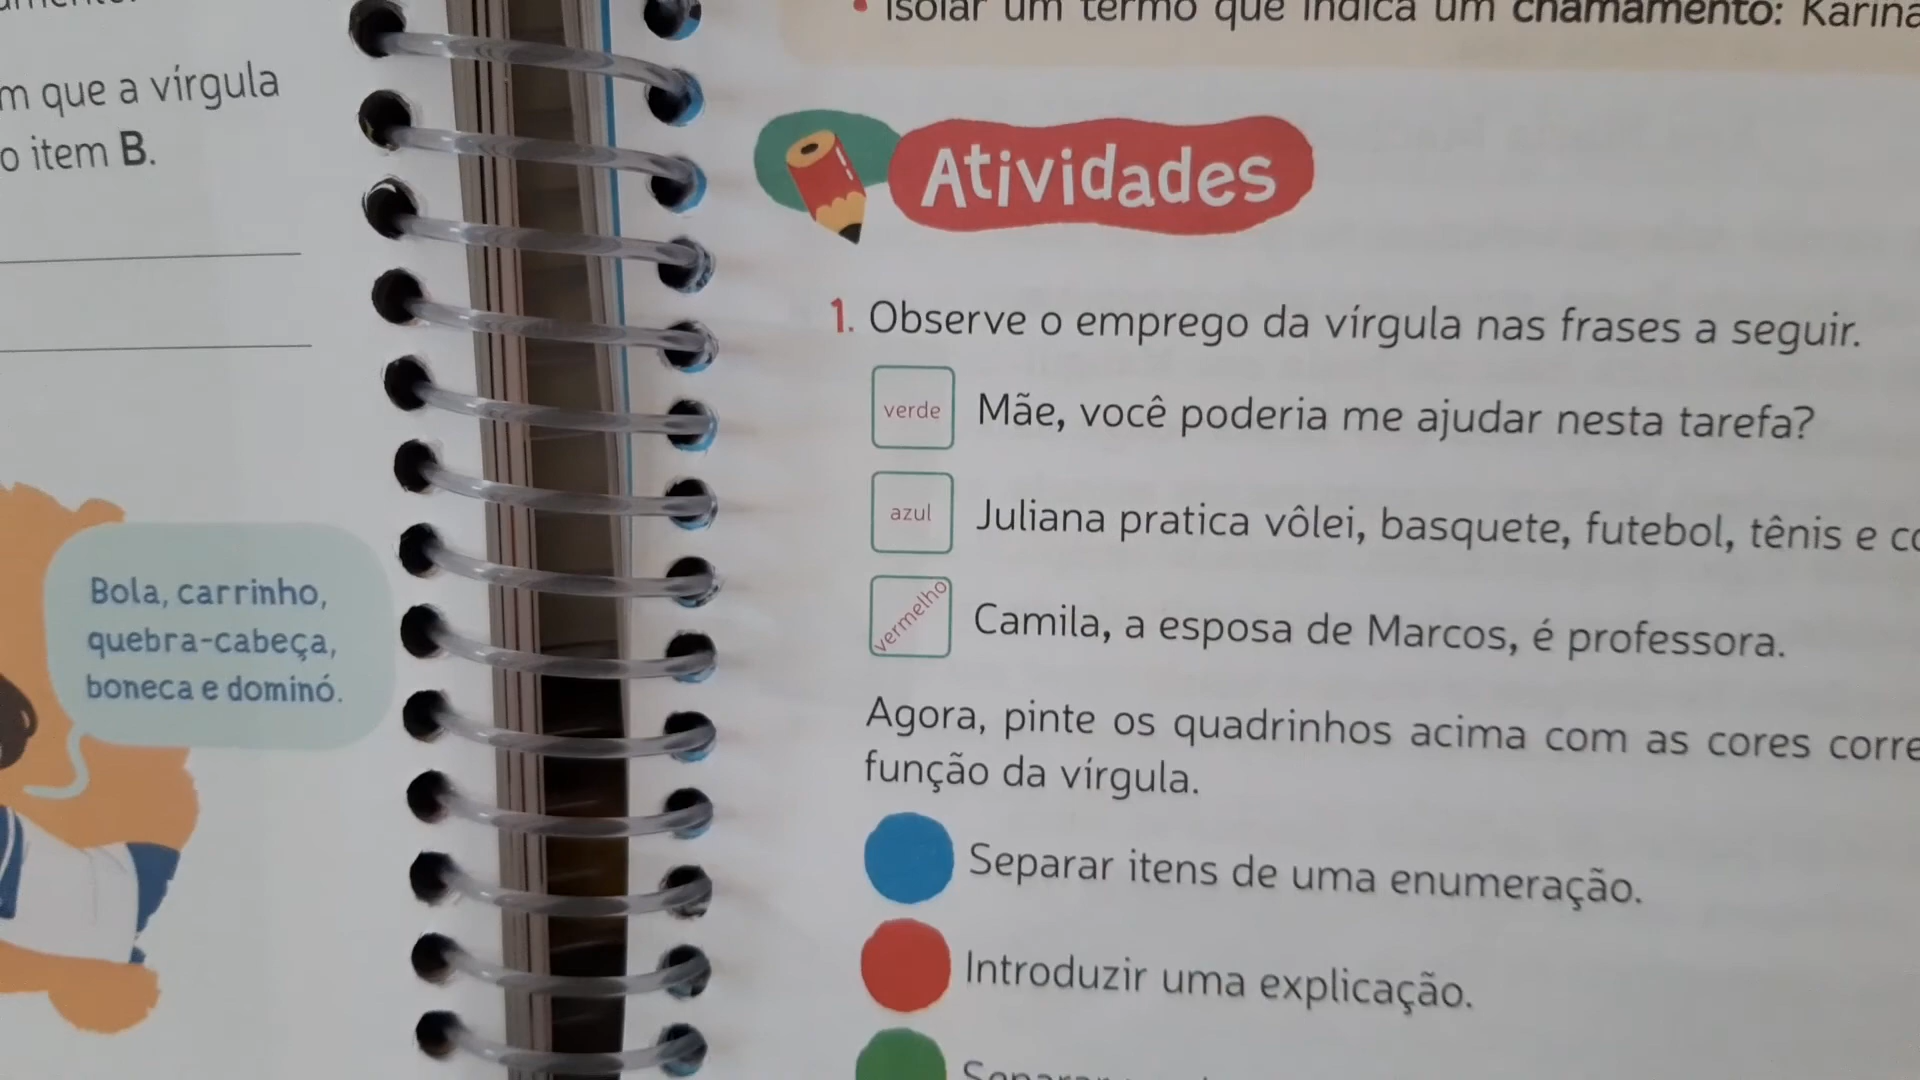 m que a vírgula
o item B.
Bola, carrinho,
quebra-cabeça,
boneca e dominó.
Isolar um termo que indica um chamamento: Karina
Atividades
1. Observe o emprego da vírgula nas frases a seguir.
verde Mãe, você poderia me ajudar nesta tarefa?
azul Juliana pratica vôlei, basquete, futebol, tênis e
vermelho Camila, a esposa de Marcos, é professora.
Agora, pinte os quadrinhos acima com as cores
função da vírgula.
Separar itens de uma enumeração.
Introduzir uma explicação.